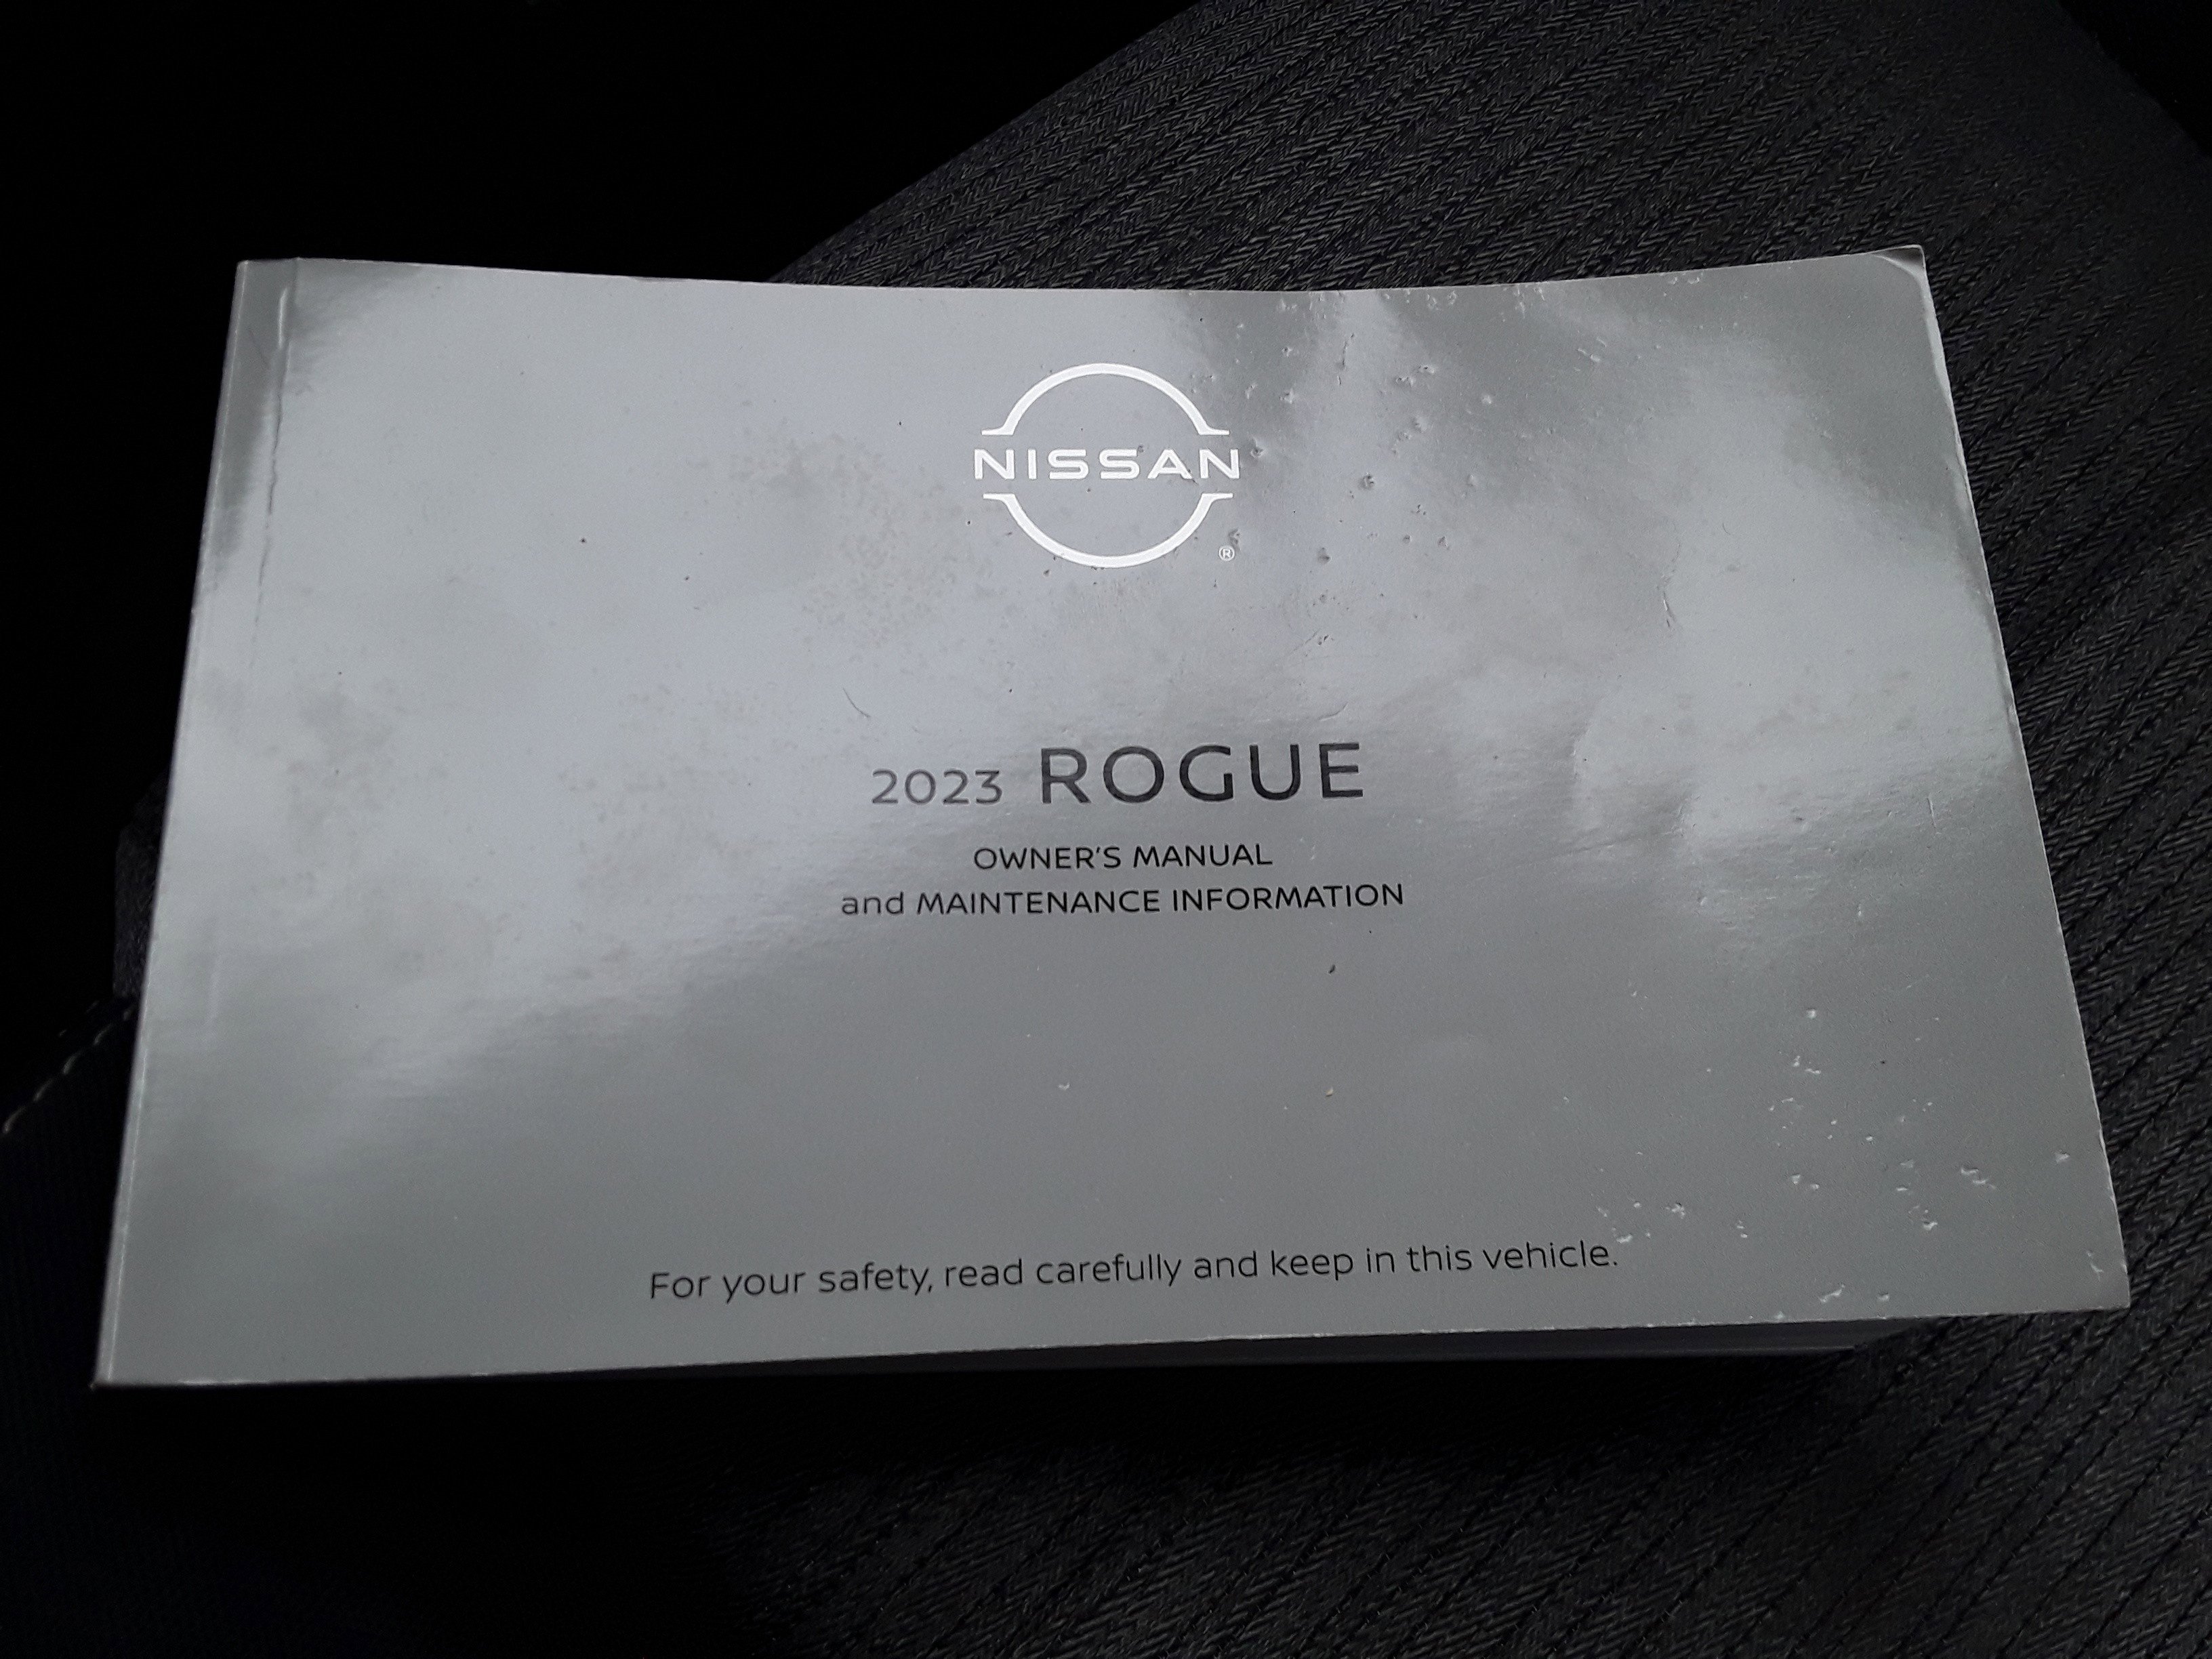 NISSAN
®
2023 ROGUE
OWNER'S MANUAL
and MAINTENANCE INFORMATION
For your safety, read carefully and keep in this vehicle.